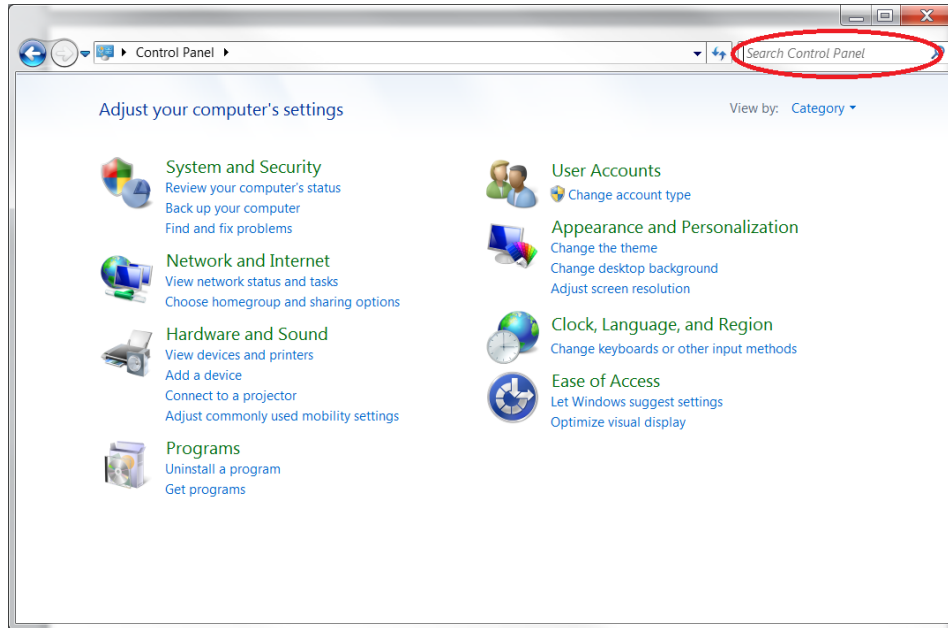 Control Panel
Search Control Panel
Adjust your computer's settings
View by: Category
System and Security
Review your computer's status
Back up your computer
Find and fix problems
Network and Internet
View network status and tasks
Choose homegroup and sharing options
Hardware and Sound
View devices and printers
Add a device
Connect to a projector
Adjust commonly used mobility settings
Programs
Uninstall a program
Get programs
User Accounts
Change account type
Appearance and Personalization
Change the theme
Change desktop background
Adjust screen resolution
Clock, Language, and Region
Change keyboards or other input methods
Ease of Access
Let Windows suggest settings
Optimize visual display